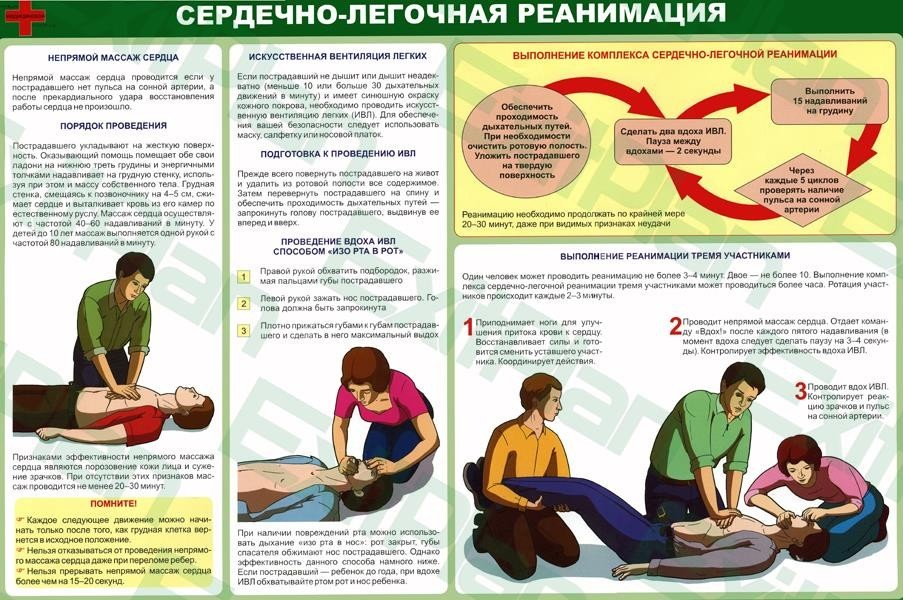 СЕРДЕЧНО-ЛЕГОЧНАЯ РЕАНИМАЦИЯ
НЕПРЯМОЙ МАССАЖ СЕРДЦА
Непрямой массаж сердца проводится если у
пострадавшего нет пульса на сонной артерии, а
после прекардиального удара восстановления
работы сердца не произошло.
ПОРЯДОК ПРОВЕДЕНИЯ
Пострадавшего укладывают на жесткую поверх-
ность. Оказывающий помощь помещает обе свои
ладони на нижнюю треть грудины и энергичными
толчками надавливает на грудную стенку, исполь-
зуя при этом и массу собственного тела. Грудная
стенка, смещаясь к позвоночнику на 4–5 см, сжи-
мает сердце и выталкивает кровь из его камер по
естественному руслу. Массаж сердца осуществля-
ют с частотой 40–60 надавливаний в минуту. У
детей до 10 лет массаж выполняется одной рукой с
частотой 80 надавливаний в минуту.
Признаками эффективности непрямого массажа
сердца являются порозовение кожи лица и суже-
ние зрачков. При отсутствии этих признаков мас-
саж проводится не менее 20–30 минут.
ПОМНИТЕ!
☞ Каждое следующее движение можно начи-
нать только после того, как грудная клетка вер-
нется в исходное положение.
☞ Нельзя отказываться от проведения непрямо-
го массажа сердца даже при переломе ребер.
☞ Нельзя прерывать непрямой массаж сердца
более чем на 15–20 секунд.
ИСКУССТВЕННАЯ ВЕНТИЛЯЦИЯ ЛЕГКИХ
Если пострадавший не дышит или дышит неадек-
ватно (меньше 10 или больше 30 дыхательных
движений в минуту) и имеет синюшную окраску
кожного покрова, необходимо проводить искусст-
венную вентиляцию легких (ИВЛ). Для обеспече-
ния вашей безопасности следует использовать
маску, салфетку или носовой платок.
ПОДГОТОВКА К ПРОВЕДЕНИЮ ИВЛ
Прежде всего повернуть пострадавшего на живот
и удалить из ротовой полости все содержимое.
Затем перевернуть пострадавшего на спину и
обеспечить проходимость дыхательных путей —
запрокинуть голову пострадавшего, выдвинув ее
вперед и вверх.
ПРОВЕДЕНИЕ ВДОХА ИВЛ
СПОСОБОМ «ИЗО РТА В РОТ»
1 Правой рукой обхватить подбородок, разжи-
мая пальцами губы пострадавшего
2 Левой рукой зажать нос пострадавшего. Го-
лова должна быть запрокинута
3 Плотно прижаться губами к губам пострадав-
шего и сделать в него максимальный выдох
При наличии повреждений рта можно использо-
вать дыхание «изо рта в нос»: рот закрыт, губы
спасателя обжимают нос пострадавшего. Однако
эффективность данного способа намного ниже.
Если пострадавший — ребенок до года, при вдохе
ИВЛ обхватывайте ртом рот и нос ребенка.
ВЫПОЛНЕНИЕ КОМПЛЕКСА СЕРДЕЧНО-ЛЕГОЧНОЙ РЕАНИМАЦИИ
Обеспечить
проходимость
дыхательных путей.
При необходимости
очистить ротовую полость.
Уложить пострадавшего
на твердую
поверхность
Сделать два вдоха ИВЛ.
Пауза между
вдохами — 2 секунды
Выполнить
15 надавливаний
на грудину
Через
каждые 5 циклов
проверять наличие
пульса на сонной
артерии
Реанимацию необходимо продолжать по крайней мере
20–30 минут, даже при видимых признаках неудачи
ВЫПОЛНЕНИЕ РЕАНИМАЦИИ ТРЕМЯ УЧАСТНИКАМИ
Один человек может проводить реанимацию не более 3–4 минут. Двое — не более 10. Выполнение комп-
лекса сердечно-легочной реанимации тремя участниками может проводиться более часа. Ротация участ-
ников происходит каждые 2–3 минуты.
1 Приподнимает ноги для улуч-
шения притока крови к сердцу.
Восстанавливает силы и гото-
вится сменить уставшего участ-
ника. Координирует действия.
2 Проводит непрямой массаж сердца. Отдает коман-
ду «Вдох!» после каждого пятого надавливания (в
момент вдоха следует сделать паузу на 3–4 секун-
ды). Контролирует эффективность вдоха ИВЛ.
3 Проводит вдох ИВЛ.
Контролирует реак-
цию зрачков и пульс
на сонной артерии.